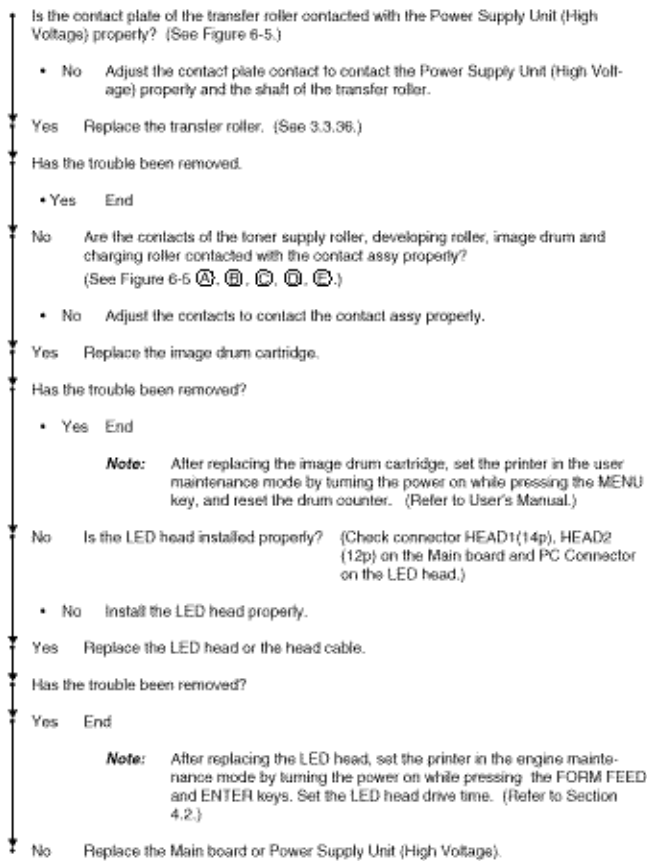 Is the contact plate of the transfer roller contacted with the Power Supply Unit (High
Voltage) properly? (See Figure 6-5.)
• No Adjust the contact plate contact to contact the Power Supply Unit (High Volt-
age) properly and the shaft of the transfer roller.
Yes Replace the transfer roller. (See 3.3.36.)
Has the trouble been removed.
• Yes End
No Are the contacts of the toner supply roller, developing roller, image drum and
charging roller contacted with the contact assy properly?
(See Figure 6-5 Ⓐ, Ⓑ, Ⓒ, Ⓓ, Ⓔ.)
• No Adjust the contacts to contact the contact assy properly.
Yes Replace the image drum cartridge.
Has the trouble been removed?
• Yes End
Note: After replacing the image drum cartridge, set the printer in the user
maintenance mode by turning the power on while pressing the MENU
key, and reset the drum counter. (Refer to User's Manual.)
No Is the LED head installed properly? (Check connector HEAD1(14p), HEAD2
(12p) on the Main board and PC Connector
on the LED head.)
• No Install the LED head properly.
Yes Replace the LED head or the head cable.
Has the trouble been removed?
Yes End
Note: After replacing the LED head, set the printer in the engine mainte-
nance mode by turning the power on while pressing the FORM FEED
and ENTER keys. Set the LED head drive time. (Refer to Section
4.2.)
No Replace the Main board or Power Supply Unit (High Voltage).